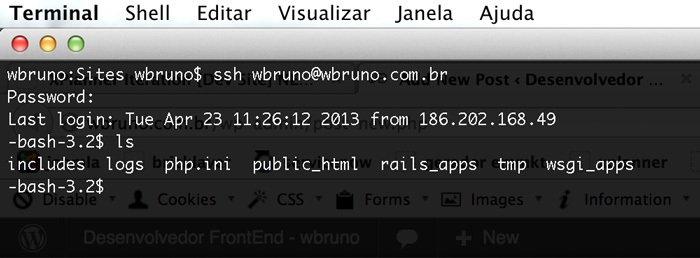 Terminal Shell Editar Visualizar Janela Ajuda
wbruno:Sites wbruno$ ssh wbruno@wbruno.com.br
Add New Post ‹ Desenvolvedor ...
Password:
Last login: Tue Apr 23 11:26:12 2013 from 186.202.168.49
-bash-3.2$ ls
includes logs php.ini public_html rails_apps tmp wsgi_apps
-bash-3.2$
Disable Cookies CSS Forms Images Information
Desenvolvedor FrontEnd - wbruno + New